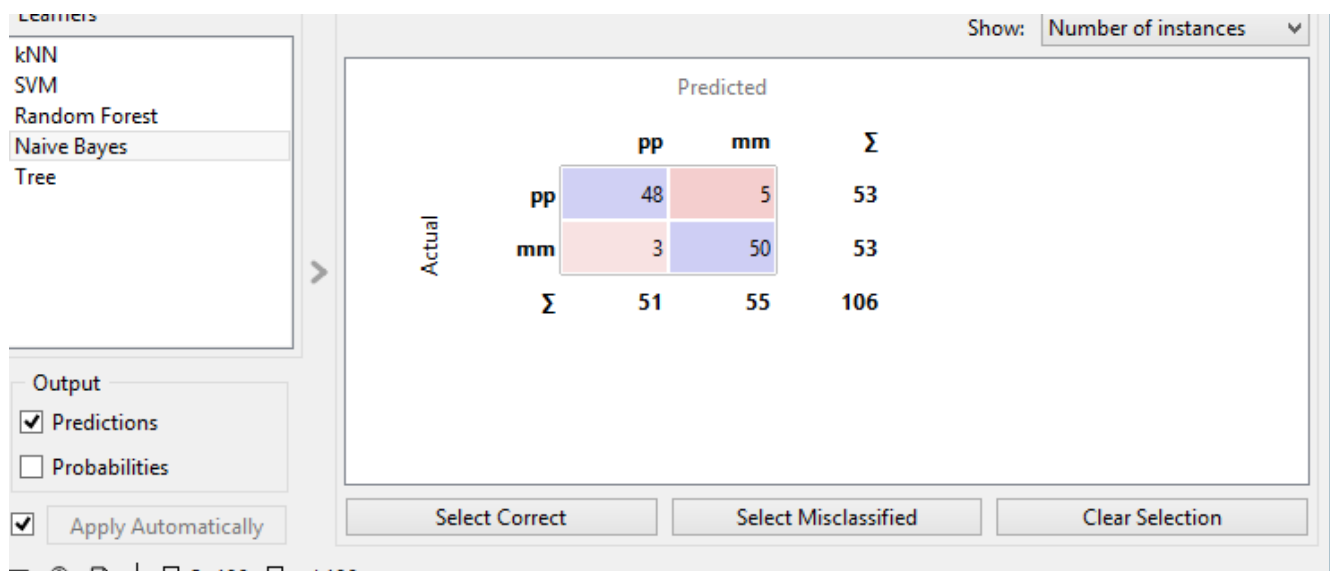 Learners
Show: Number of instances
kNN
SVM
Random Forest
Naive Bayes
Tree
Predicted
pp mm Σ
pp 48 5 53
Actual
mm 3 50 53
Σ 51 55 106
>
Output
Predictions
Probabilities
Apply Automatically
Select Correct Select Misclassified Clear Selection